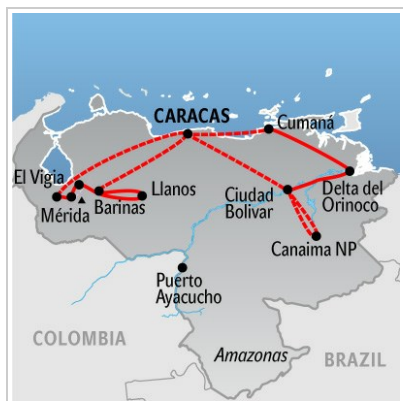 CARACAS
Cumaná
El Vigia
Mérida
Barinas
Llanos
Ciudad
Bolivar
Delta del
Orinoco
Canaima NP
Puerto
Ayacucho
COLOMBIA
Amazonas
BRAZIL